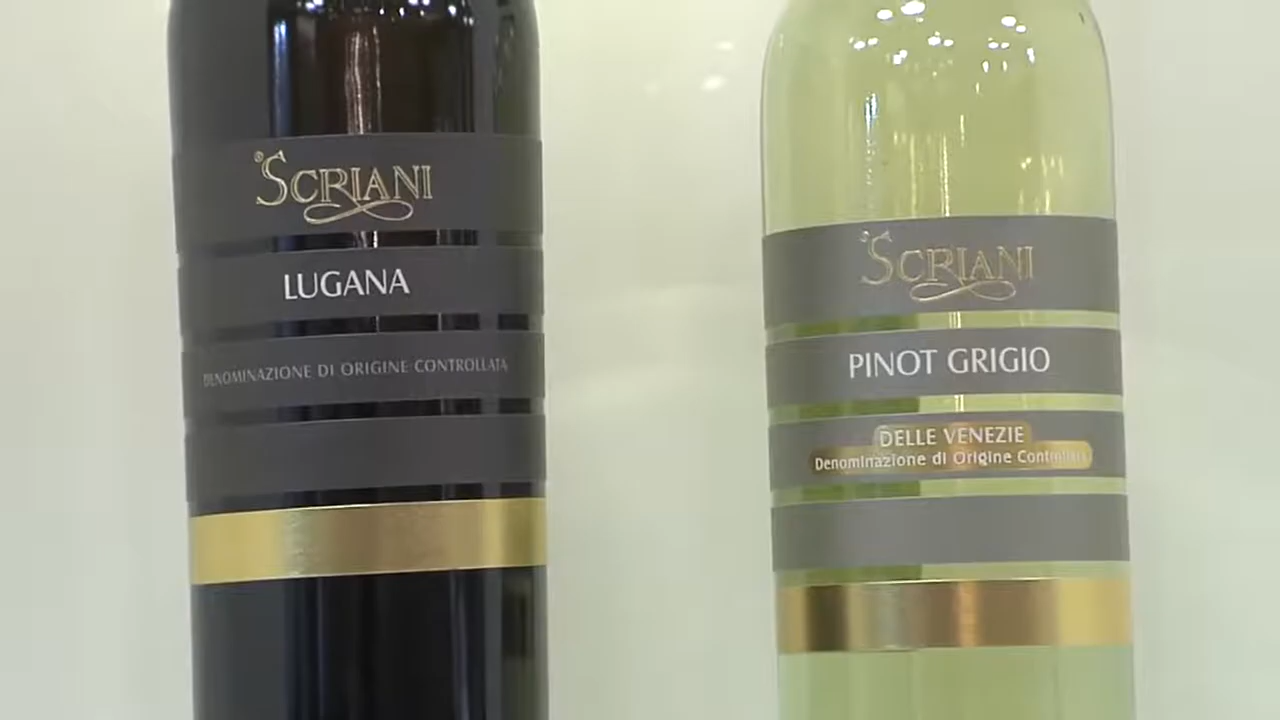 SCRIANI
LUGANA
DENOMINAZIONE DI ORIGINE CONTROLLATA
SCRIANI
PINOT GRIGIO
DELLE VENEZIE
Denominazione di Origine Controllata